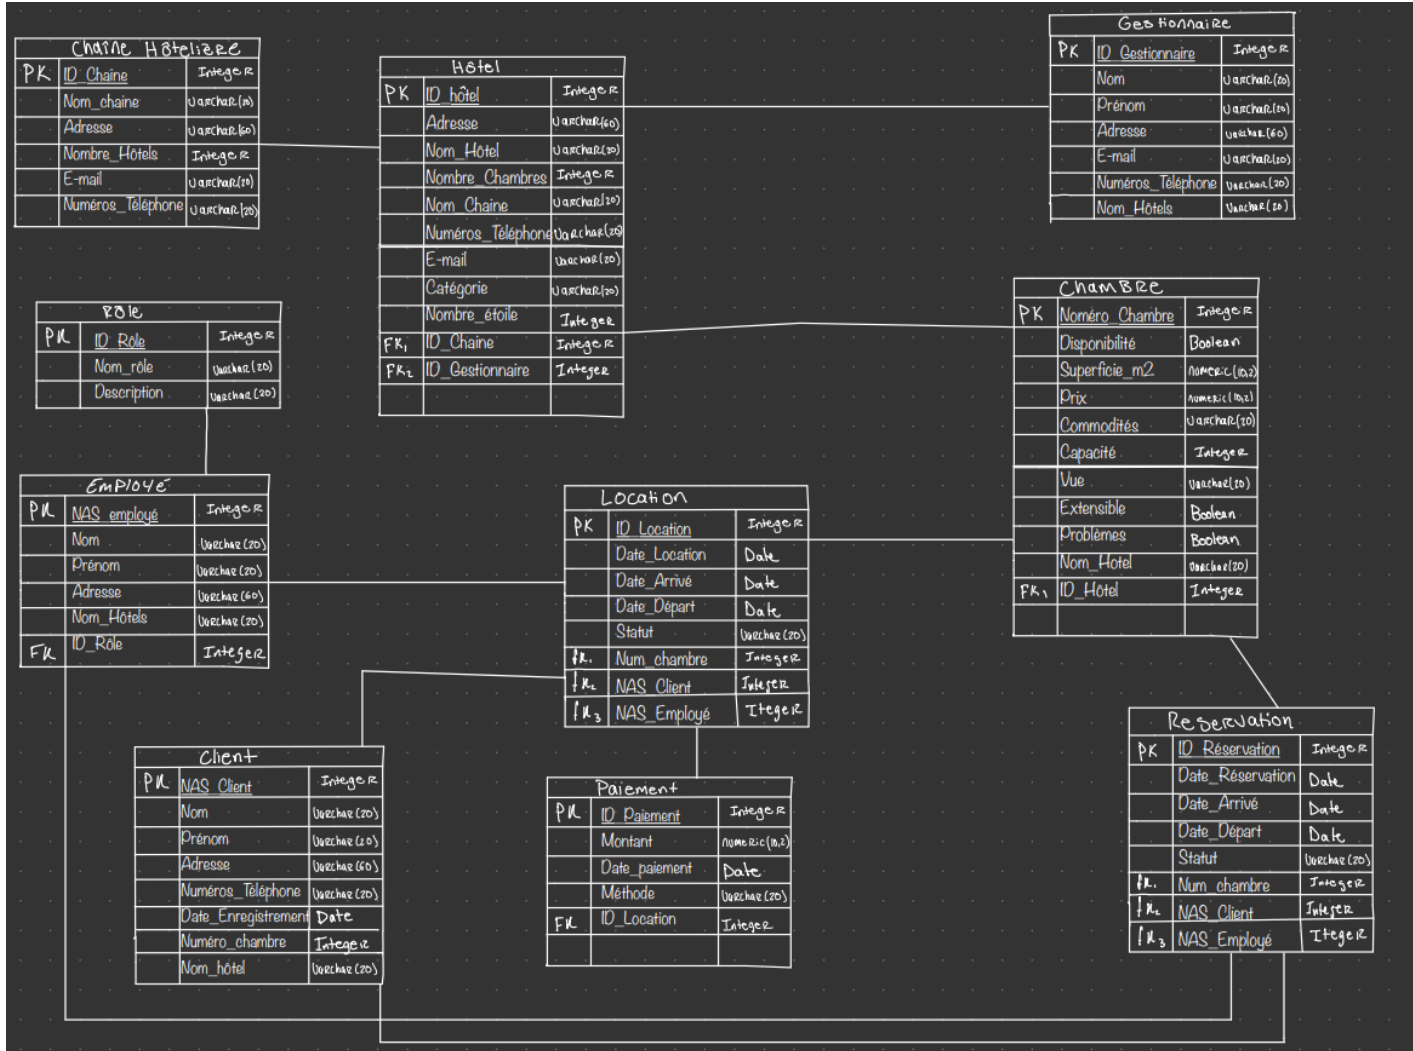 Chaîne Hôteliere
PK ID_Chaine Integer
Nom_chaine Varchar(20)
Adresse Varchar(60)
Nombre_Hôtels Integer
E-mail Varchar(20)
Numéros_Téléphone Varchar(20)
Hôtel
PK ID_hôtel Integer
Adresse Varchar(60)
Nom_Hôtel Varchar(20)
Nombre_Chambres Integer
Nom_Chaine Varchar(20)
Numéros_Téléphone Varchar(20)
E-mail Varchar(20)
Catégorie Varchar(20)
Nombre_étoile Integer
FK1 ID_Chaine Integer
FK2 ID_Gestionnaire Integer
Gestionnaire
PK ID_Gestionnaire Integer
Nom Varchar(20)
Prénom Varchar(20)
Adresse Varchar(60)
E-mail Varchar(20)
Numéros_Téléphone Varchar(20)
Nom_Hôtels Varchar(20)
Rôle
PK ID_Rôle Integer
Nom_rôle Varchar(20)
Description Varchar(20)
Chambre
PK Noméro_Chambre Integer
Disponibilité Boolean
Superficie_m2 numeric(10,2)
Prix numeric(10,2)
Commodités Varchar(20)
Capacité Integer
Vue Varchar(20)
Extensible Boolean
Problèmes Boolean
Nom_Hotel Varchar(20)
FK1 ID_Hôtel Integer
Employé
PK NAS_employé Integer
Nom Varchar(20)
Prénom Varchar(20)
Adresse Varchar(60)
Nom_Hôtels Varchar(20)
FK ID_Rôle Integer
Location
PK ID_Location Integer
Date_Location Date
Date_Arrivé Date
Date_Départ Date
Statut Varchar(20)
fk1 Num_chambre Integer
fk2 NAS_Client Integer
fk3 NAS_Employé Iteger
Client
PK NAS_Client Integer
Nom Varchar(20)
Prénom Varchar(20)
Adresse Varchar(60)
Numéros_Téléphone Varchar(20)
Date_Enregistrement Date
Numéro_chambre Integer
Nom_hôtel Varchar(20)
Paiement
PK ID_Paiement Integer
Montant numeric(10,2)
Date_paiement Date
Méthode Varchar(20)
FK ID_Location Integer
Reservation
PK ID_Réservation Integer
Date_Réservation Date
Date_Arrivé Date
Date_Départ Date
Statut Varchar(20)
fk1 Num_chambre Integer
fk2 NAS_Client Integer
fk3 NAS_Employé Iteger